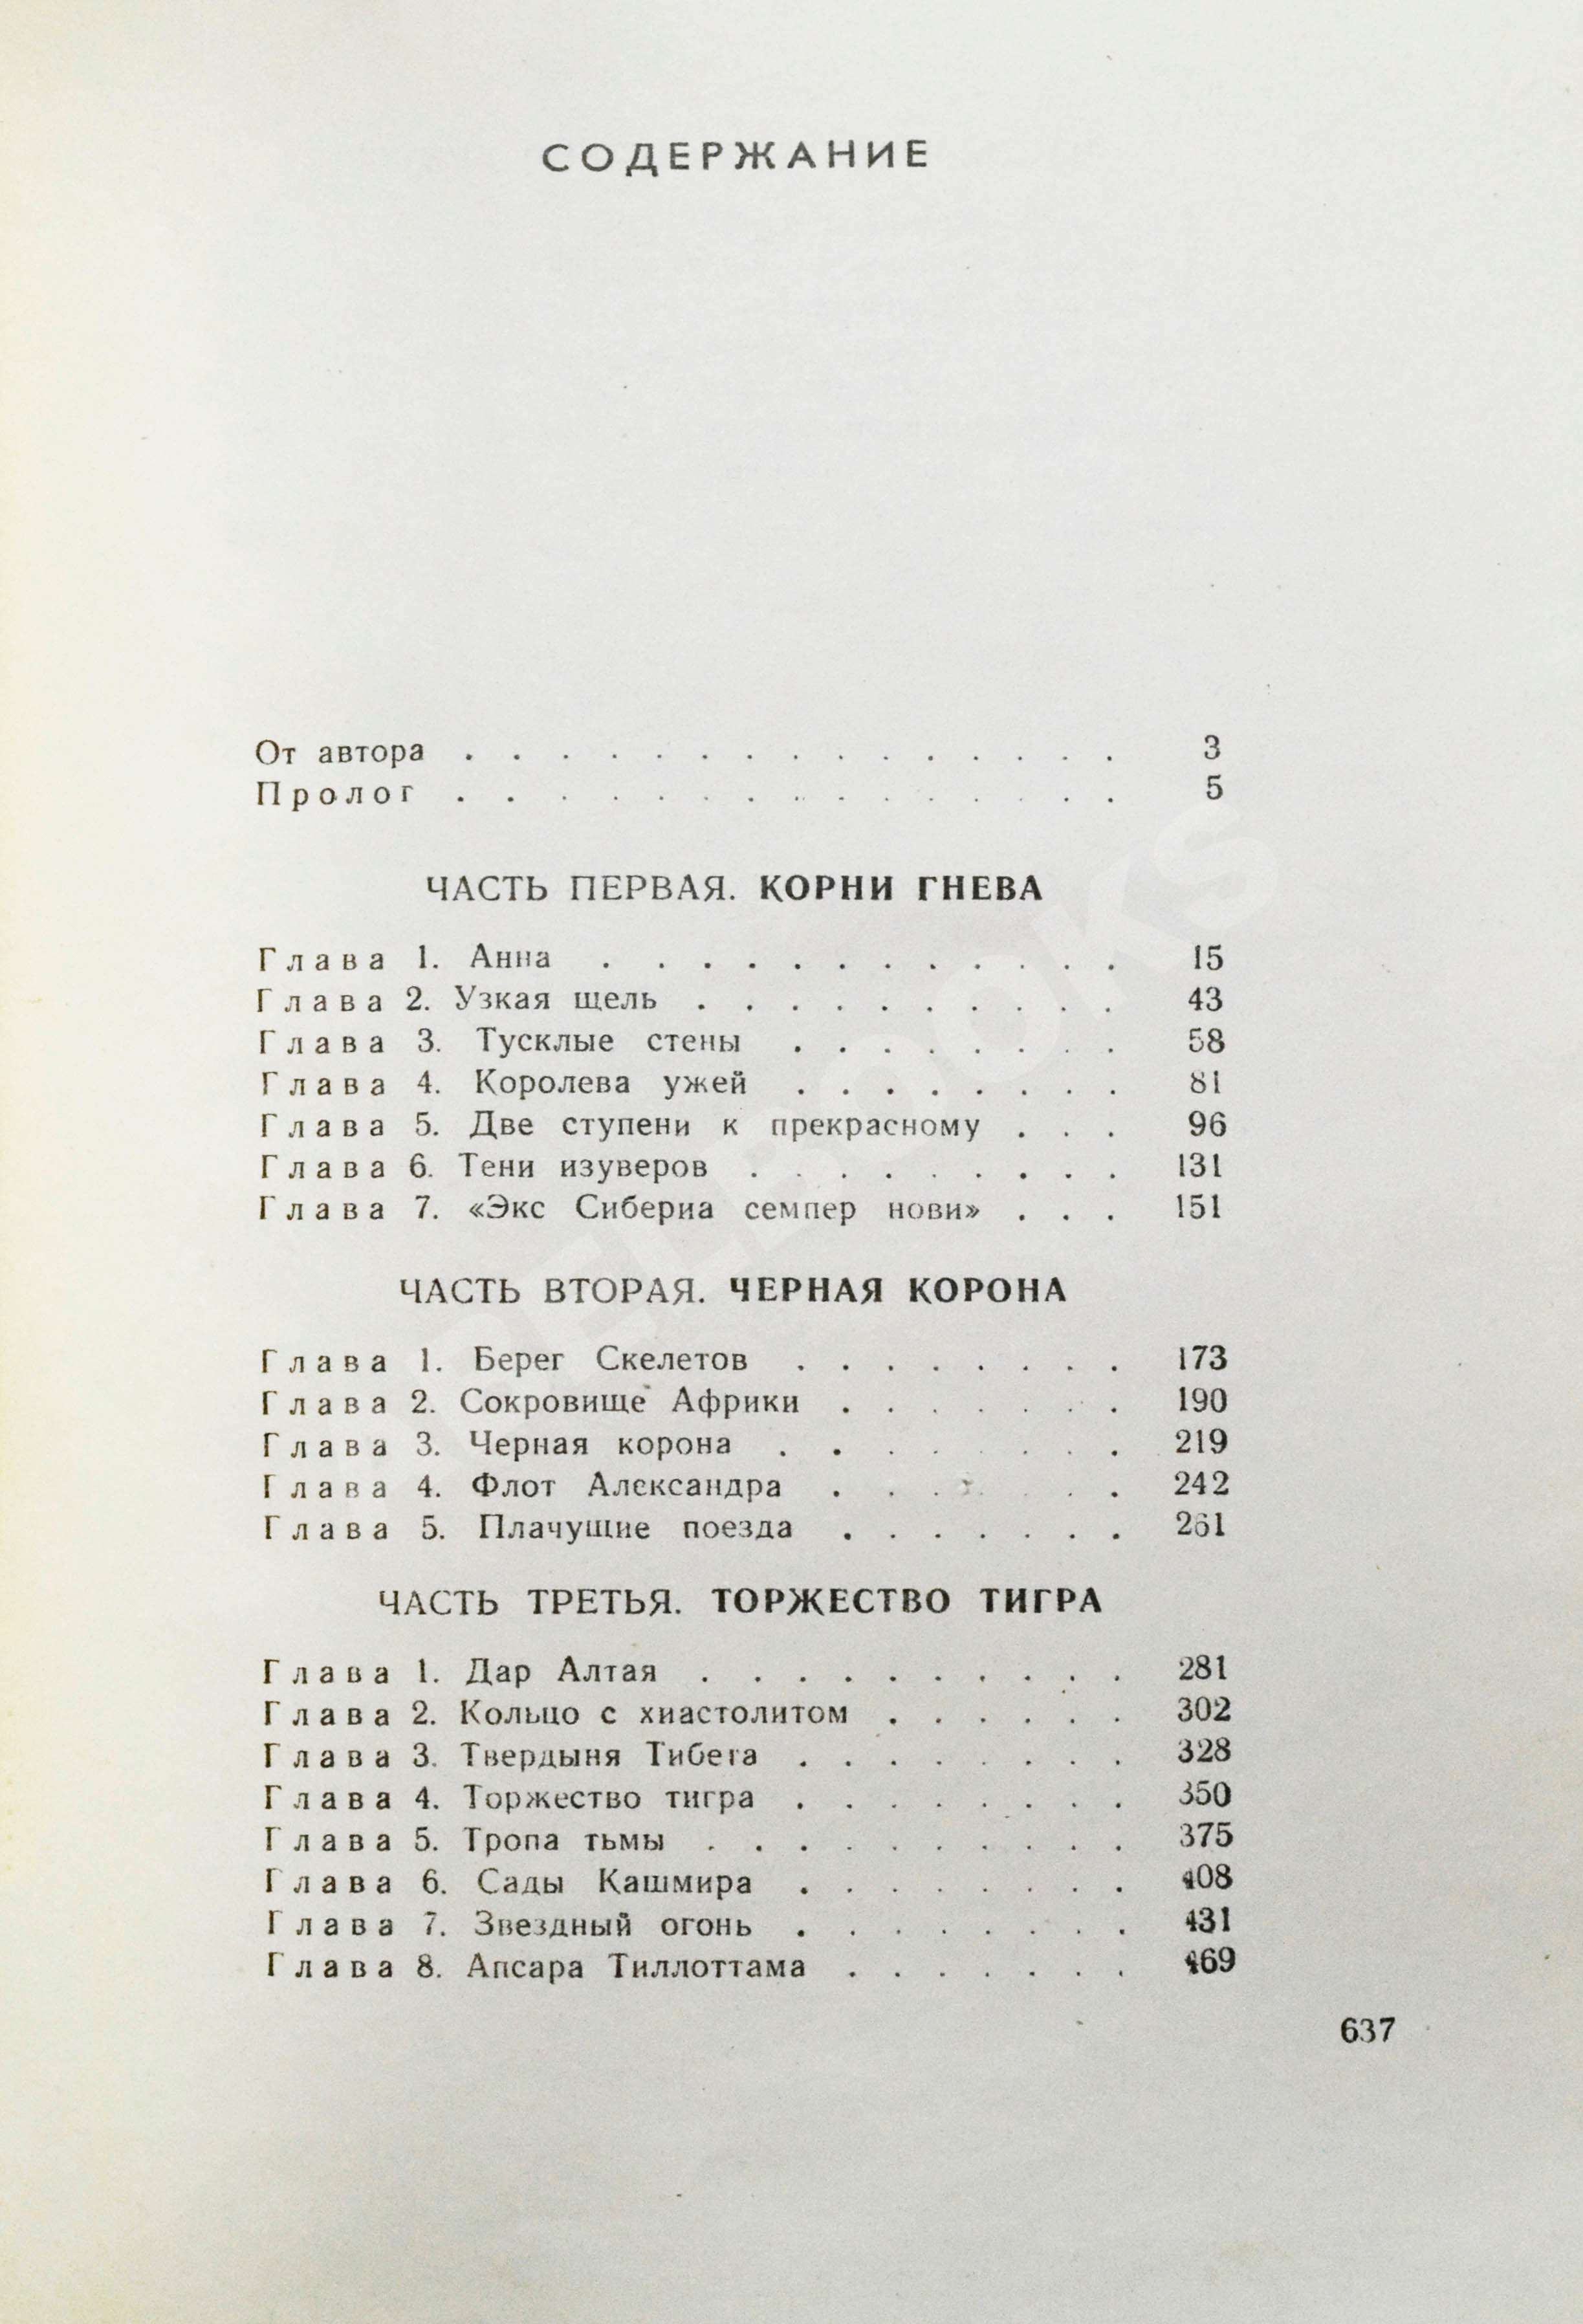 СОДЕРЖАНИЕ
От автора . . . . . . . . . . . . . . . 3
Пролог . . . . . . . . . . . . . . . 5
ЧАСТЬ ПЕРВАЯ. КОРНИ ГНЕВА
Глава 1. Анна . . . . . . . . . . . . 15
Глава 2. Узкая щель . . . . . . . . . . 43
Глава 3. Тусклые стены . . . . . . . . 58
Глава 4. Королева ужей . . . . . . . . 81
Глава 5. Две ступени к прекрасному . . . 96
Глава 6. Тени изуверов . . . . . . . . . 131
Глава 7. «Экс Сибериа семпер нови» . . . 151
ЧАСТЬ ВТОРАЯ. ЧЕРНАЯ КОРОНА
Глава 1. Берег Скелетов . . . . . . . . 173
Глава 2. Сокровище Африки . . . . . . . 190
Глава 3. Черная корона . . . . . . . . 219
Глава 4. Флот Александра . . . . . . . 242
Глава 5. Плачущие поезда . . . . . . . 261
ЧАСТЬ ТРЕТЬЯ. ТОРЖЕСТВО ТИГРА
Глава 1. Дар Алтая . . . . . . . . . . 281
Глава 2. Кольцо с хиастолитом . . . . . . 302
Глава 3. Твердыня Тибета . . . . . . . . 328
Глава 4. Торжество тигра . . . . . . . . 350
Глава 5. Тропа тьмы . . . . . . . . . . 375
Глава 6. Сады Кашмира . . . . . . . . 408
Глава 7. Звездный огонь . . . . . . . . 431
Глава 8. Апсара Тиллоттама . . . . . . . 469
637